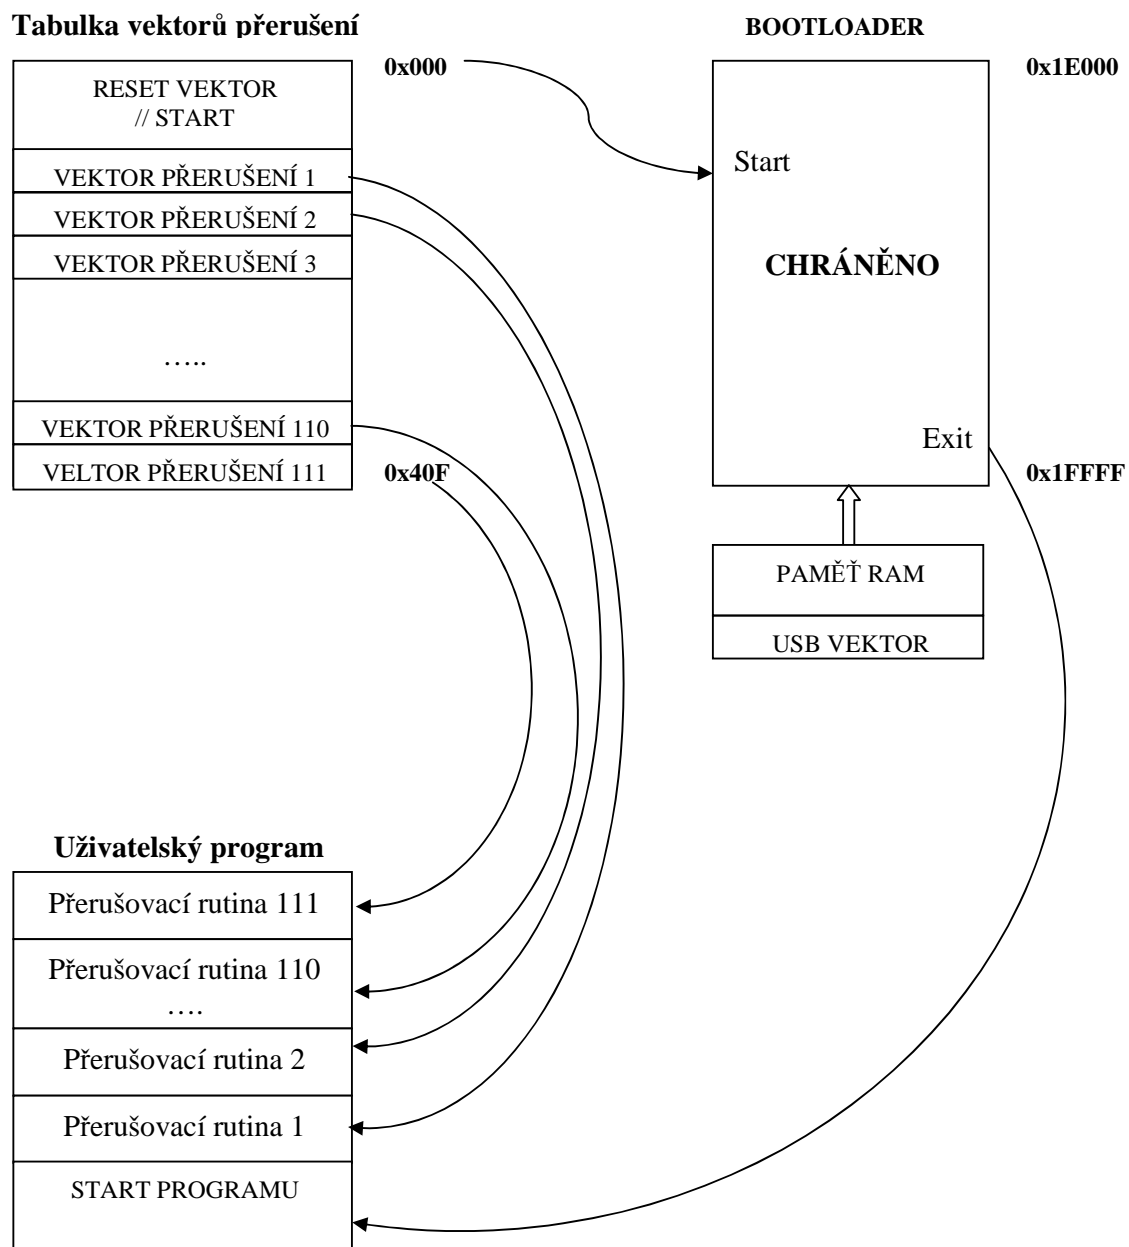 Tabulka vektorů přerušení
0x000
RESET VEKTOR
// START
VEKTOR PŘERUŠENÍ 1
VEKTOR PŘERUŠENÍ 2
VEKTOR PŘERUŠENÍ 3
…..
VEKTOR PŘERUŠENÍ 110
VELTOR PŘERUŠENÍ 111
0x40F
BOOTLOADER
0x1E000
Start
CHRÁNĚNO
Exit
0x1FFFF
PAMĚŤ RAM
USB VEKTOR
Uživatelský program
Přerušovací rutina 111
Přerušovací rutina 110
….
Přerušovací rutina 2
Přerušovací rutina 1
START PROGRAMU